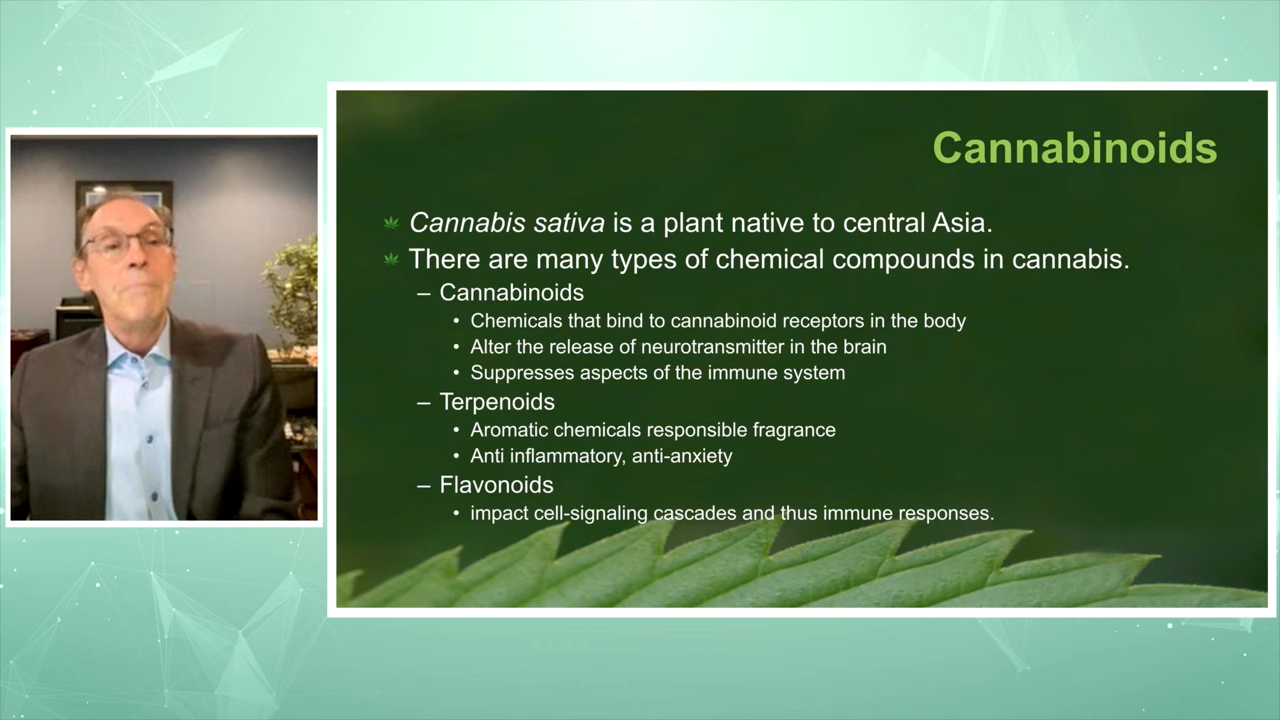 Cannabinoids
Cannabis sativa is a plant native to central Asia.
There are many types of chemical compounds in cannabis.
– Cannabinoids
• Chemicals that bind to cannabinoid receptors in the body
• Alter the release of neurotransmitter in the brain
• Suppresses aspects of the immune system
– Terpenoids
• Aromatic chemicals responsible fragrance
• Anti inflammatory, anti-anxiety
– Flavonoids
• impact cell-signaling cascades and thus immune responses.